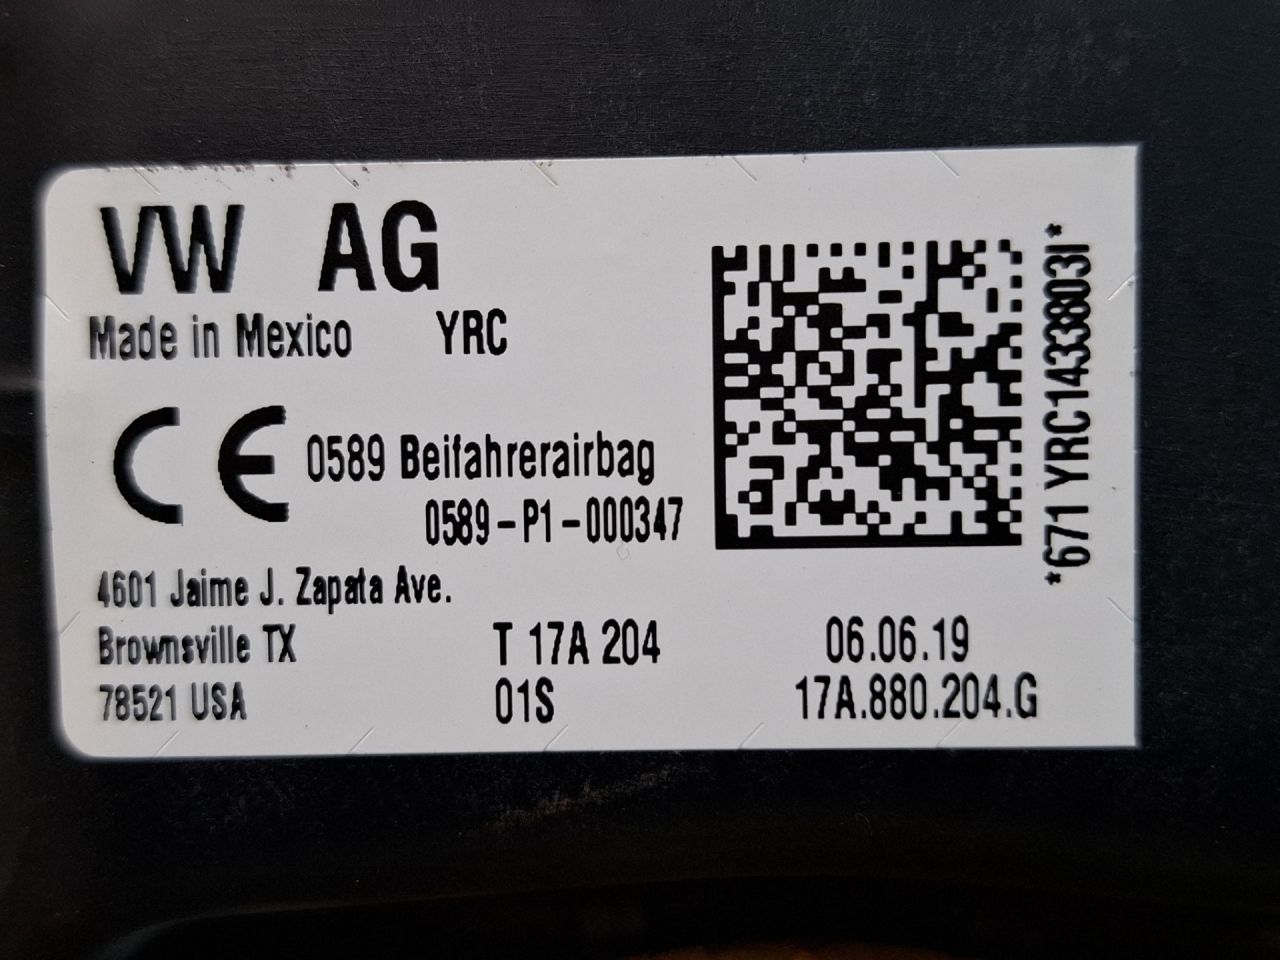 VW AG
Made in Mexico YRC
CE 0589 Beifahrerairbag
0589-P1-000347
4601 Jaime J. Zapata Ave.
Brownsville TX T 17A 204 06.06.19
78521 USA 01S 17A.880.204.G
*671 YRC14338803I*